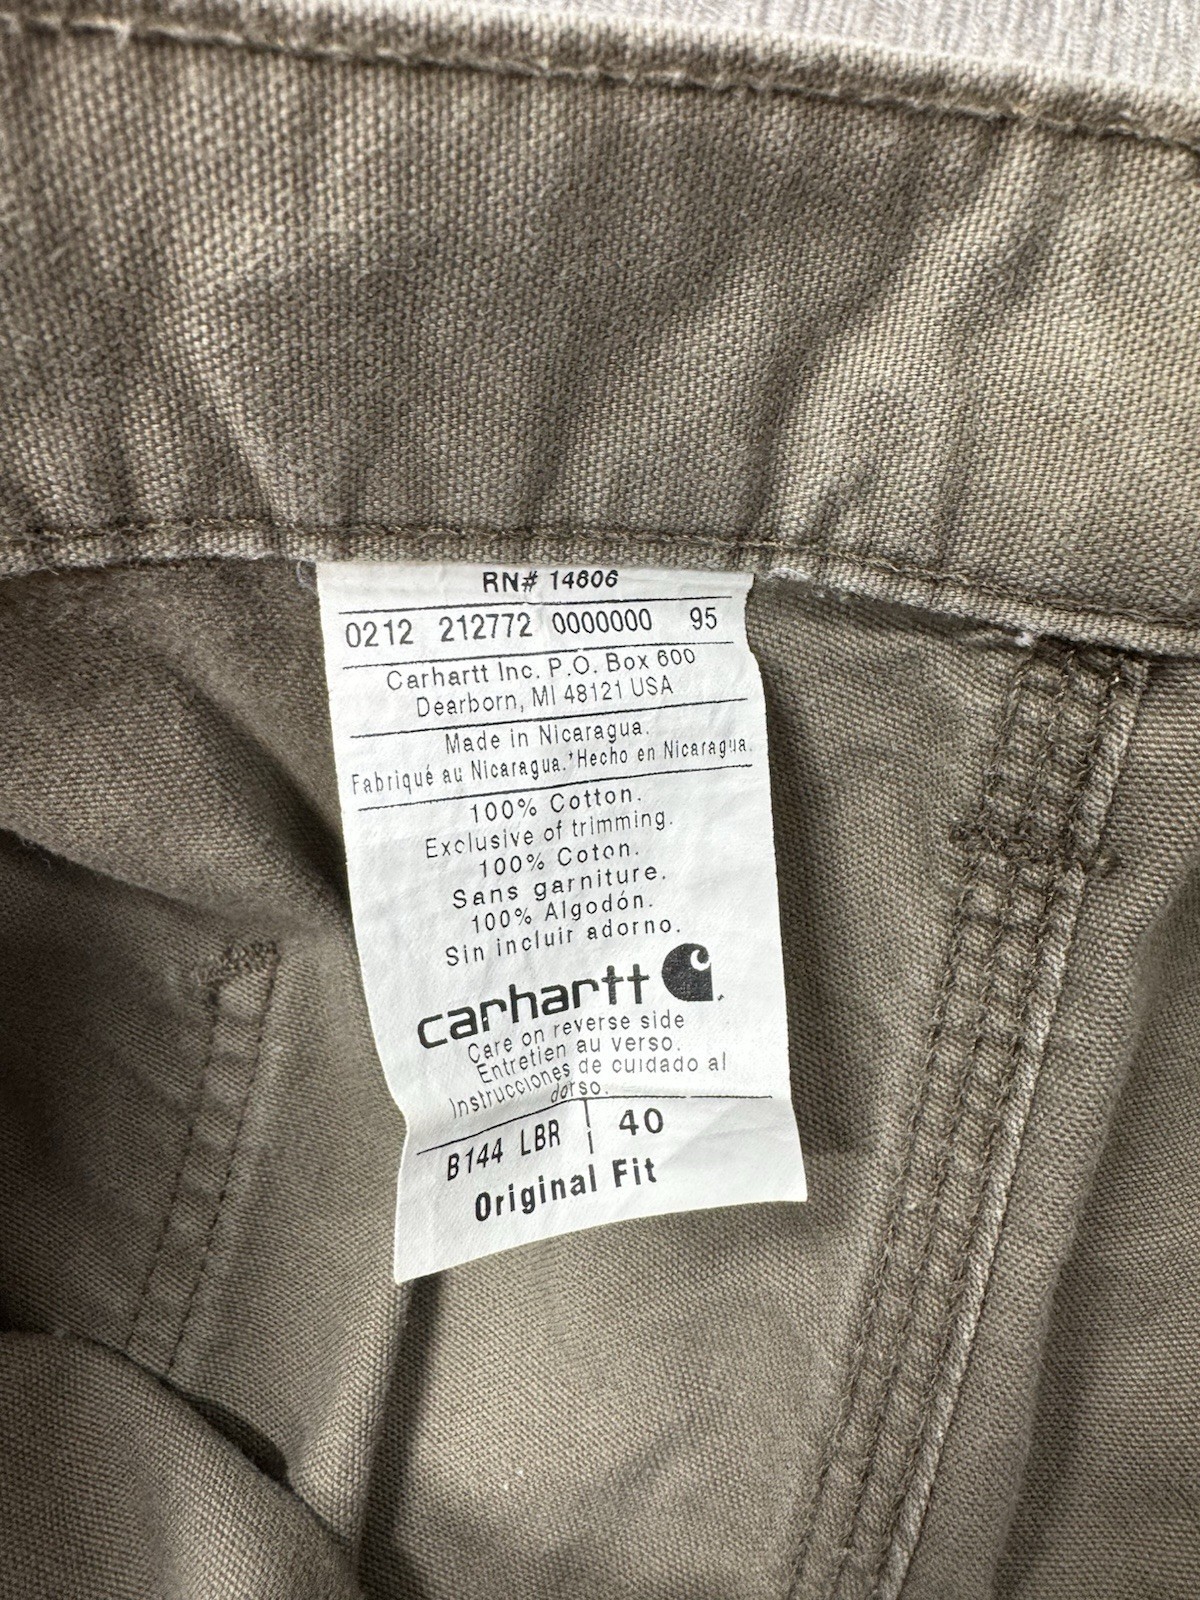 RN# 14806
0212 212772 0000000 95
Carhartt Inc. P.O. Box 600
Dearborn, MI 48121 USA
Made in Nicaragua.
Fabriqué au Nicaragua. Hecho en Nicaragua.
100% Cotton.
Exclusive of trimming.
100% Coton.
Sans garniture.
100% Algodón.
Sin incluir adorno.
carhartt
Care on reverse side
Entretien au verso.
Instrucciones de cuidado al
dorso.
B144 LBR | 40
Original Fit